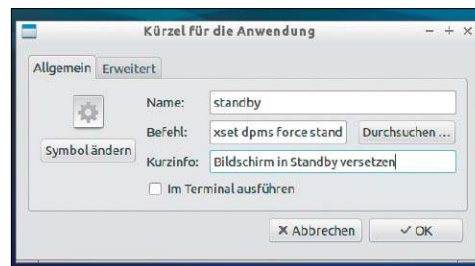 Kürzel für die Anwendung
Allgemein Erweitert
Name: standby
Symbol ändern
Befehl: xset dpms force stand Durchsuchen ...
Kurzinfo: Bildschirm in Standby versetzen
Im Terminal ausführen
Abbrechen OK